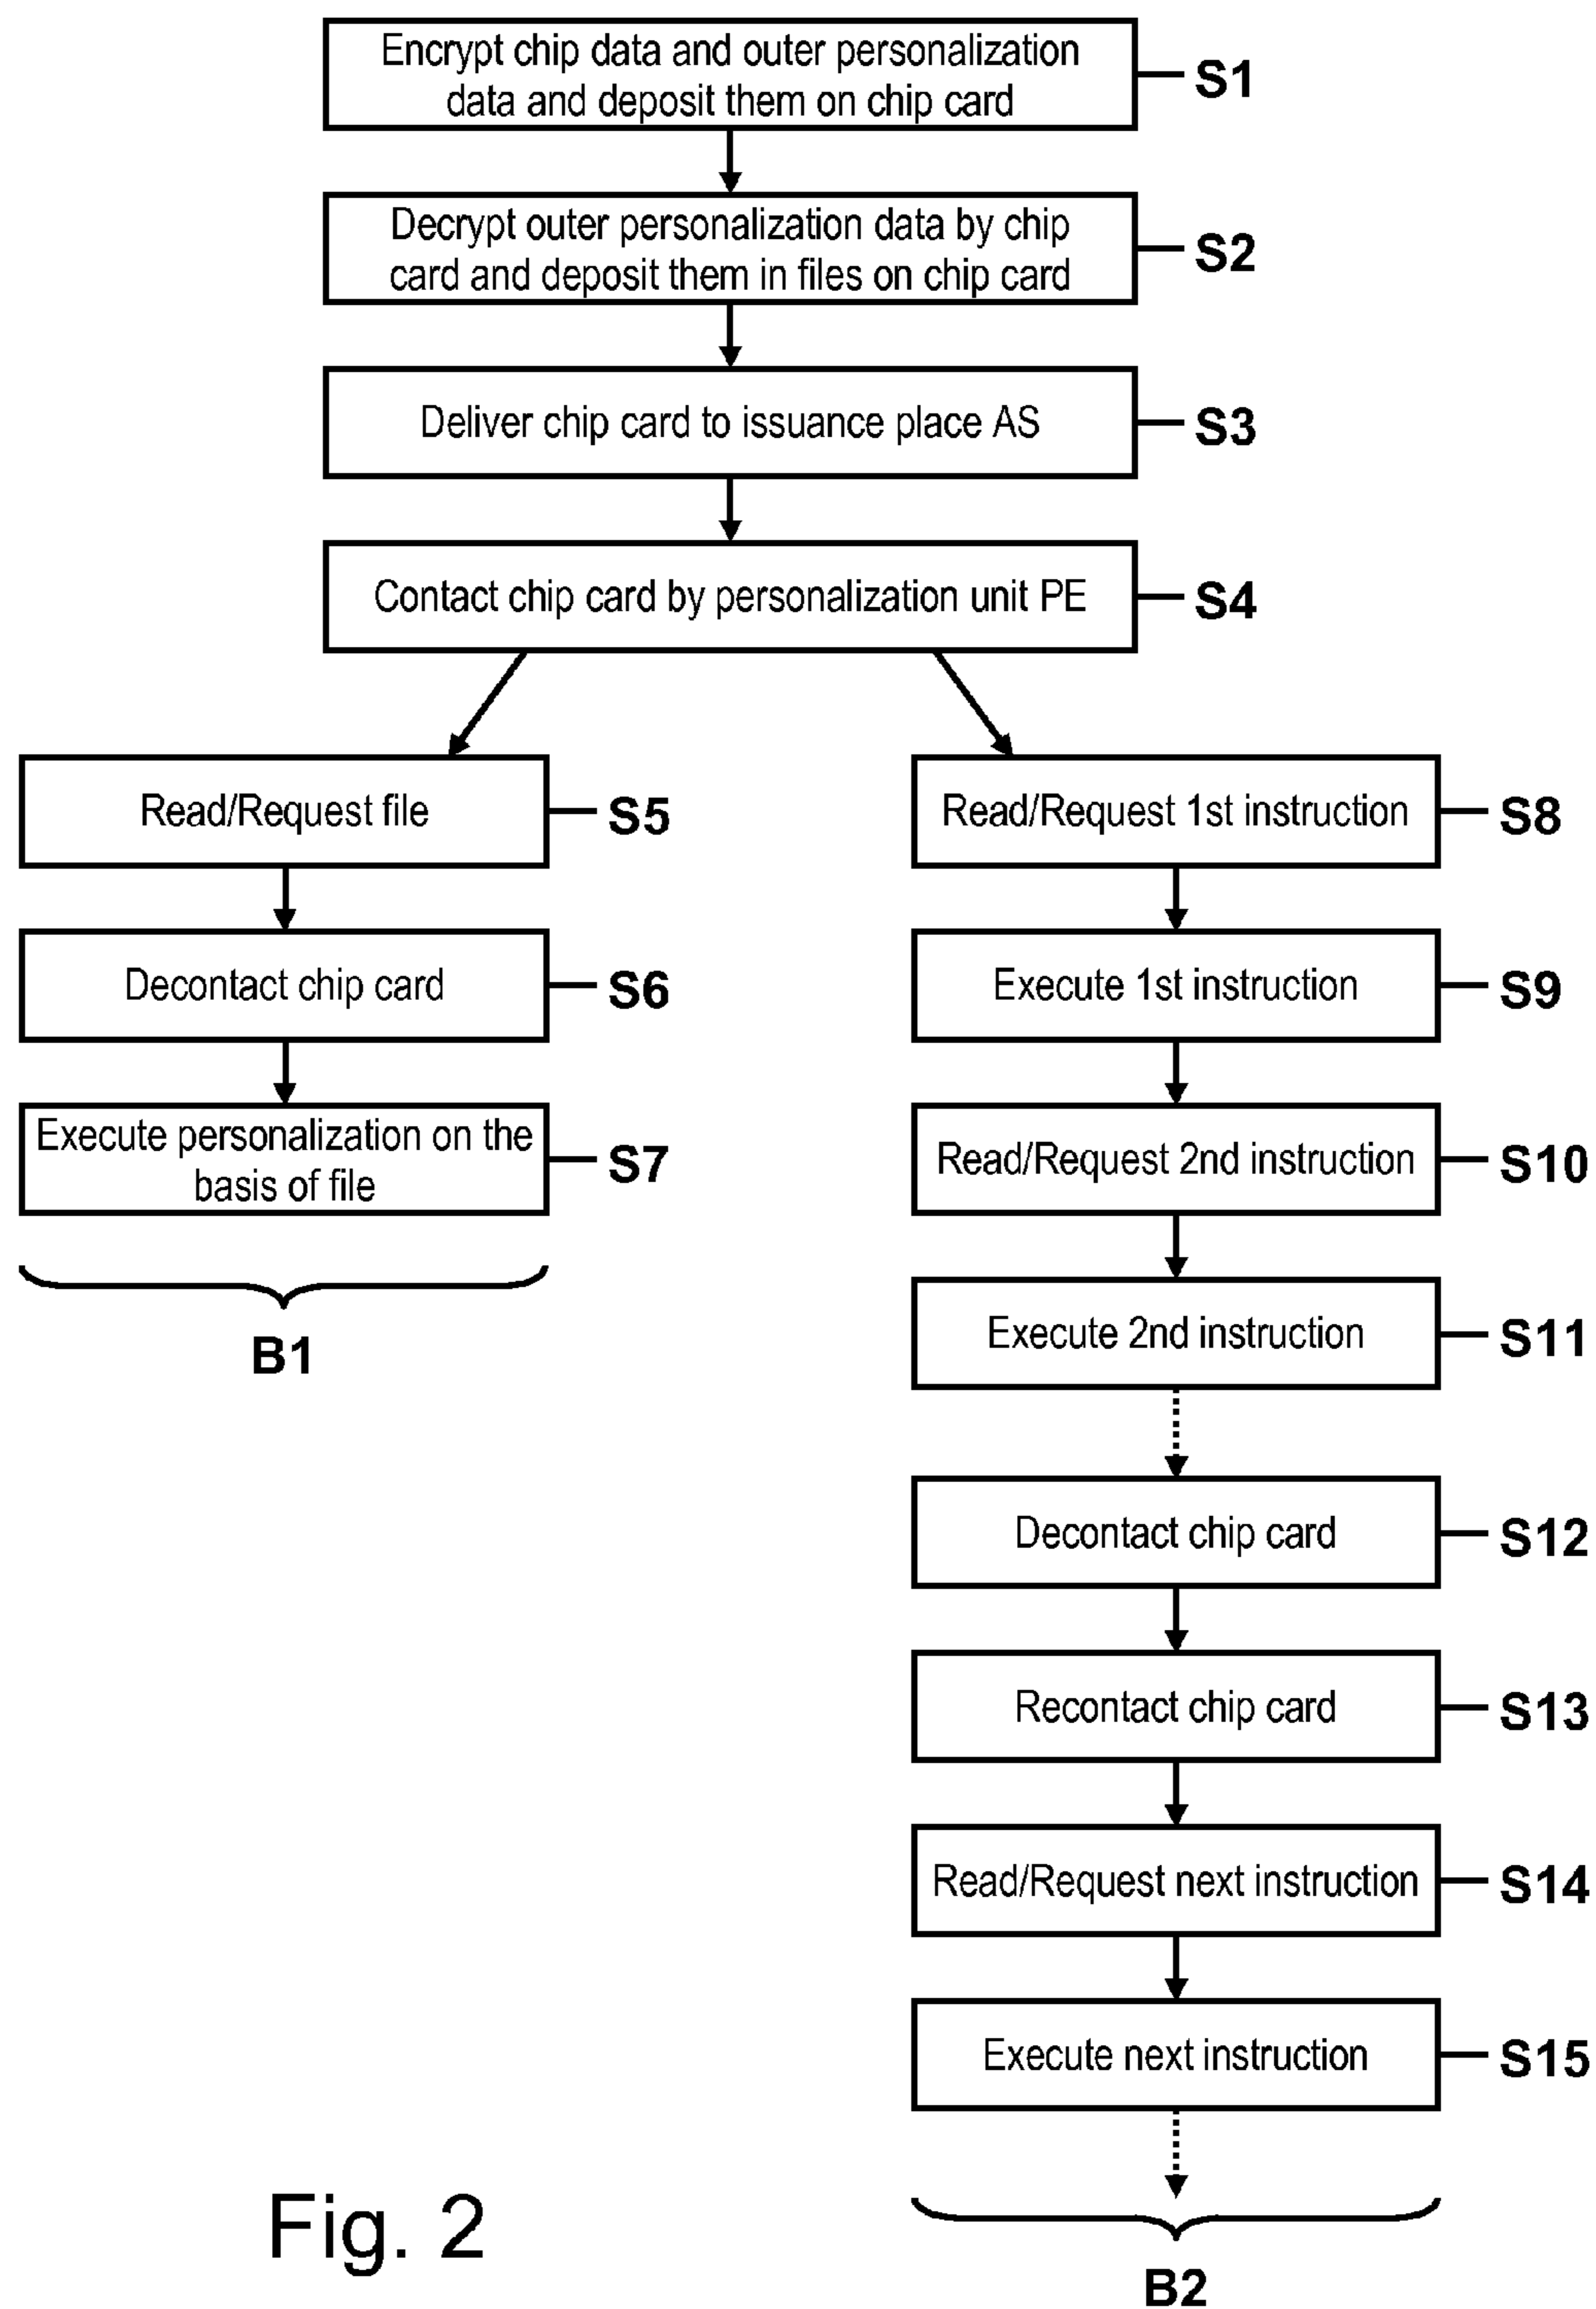 Encrypt chip data and outer personalization
data and deposit them on chip card
S1
Decrypt outer personalization data by chip
card and deposit them in files on chip card
S2
Deliver chip card to issuance place AS
S3
Contact chip card by personalization unit PE
S4
Read/Request file
S5
Decontact chip card
S6
Execute personalization on the
basis of file
S7
B1
Read/Request 1st instruction
S8
Execute 1st instruction
S9
Read/Request 2nd instruction
S10
Execute 2nd instruction
S11
Decontact chip card
S12
Recontact chip card
S13
Read/Request next instruction
S14
Execute next instruction
S15
B2
Fig. 2